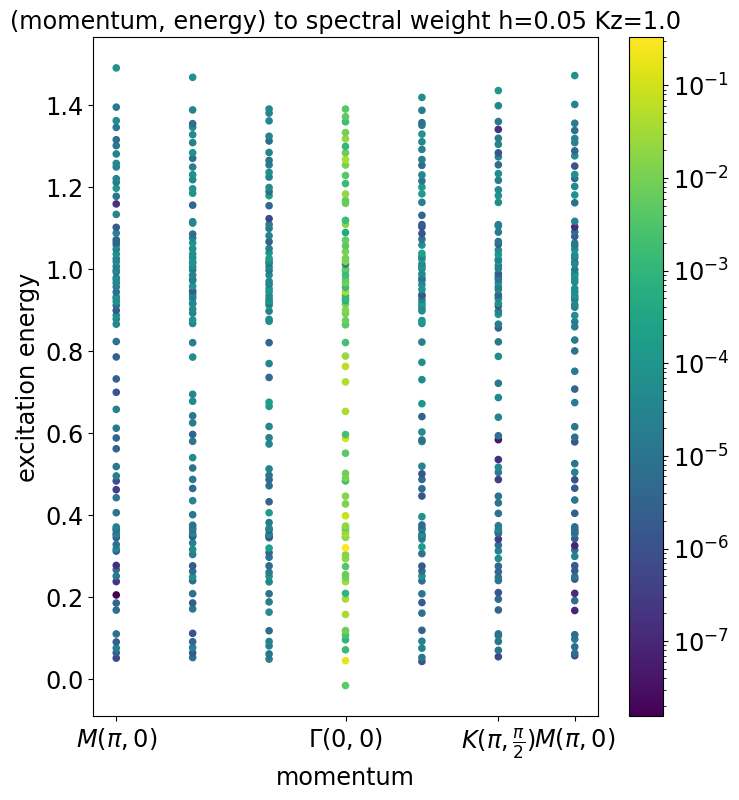 (momentum, energy) to spectral weight h=0.05 Kz=1.0
excitation energy
1.4
1.2
1.0
0.8
0.6
0.4
0.2
0.0
M(π, 0)
Γ(0, 0)
K(π, π/2)
M(π, 0)
momentum
10⁻¹
10⁻²
10⁻³
10⁻⁴
10⁻⁵
10⁻⁶
10⁻⁷